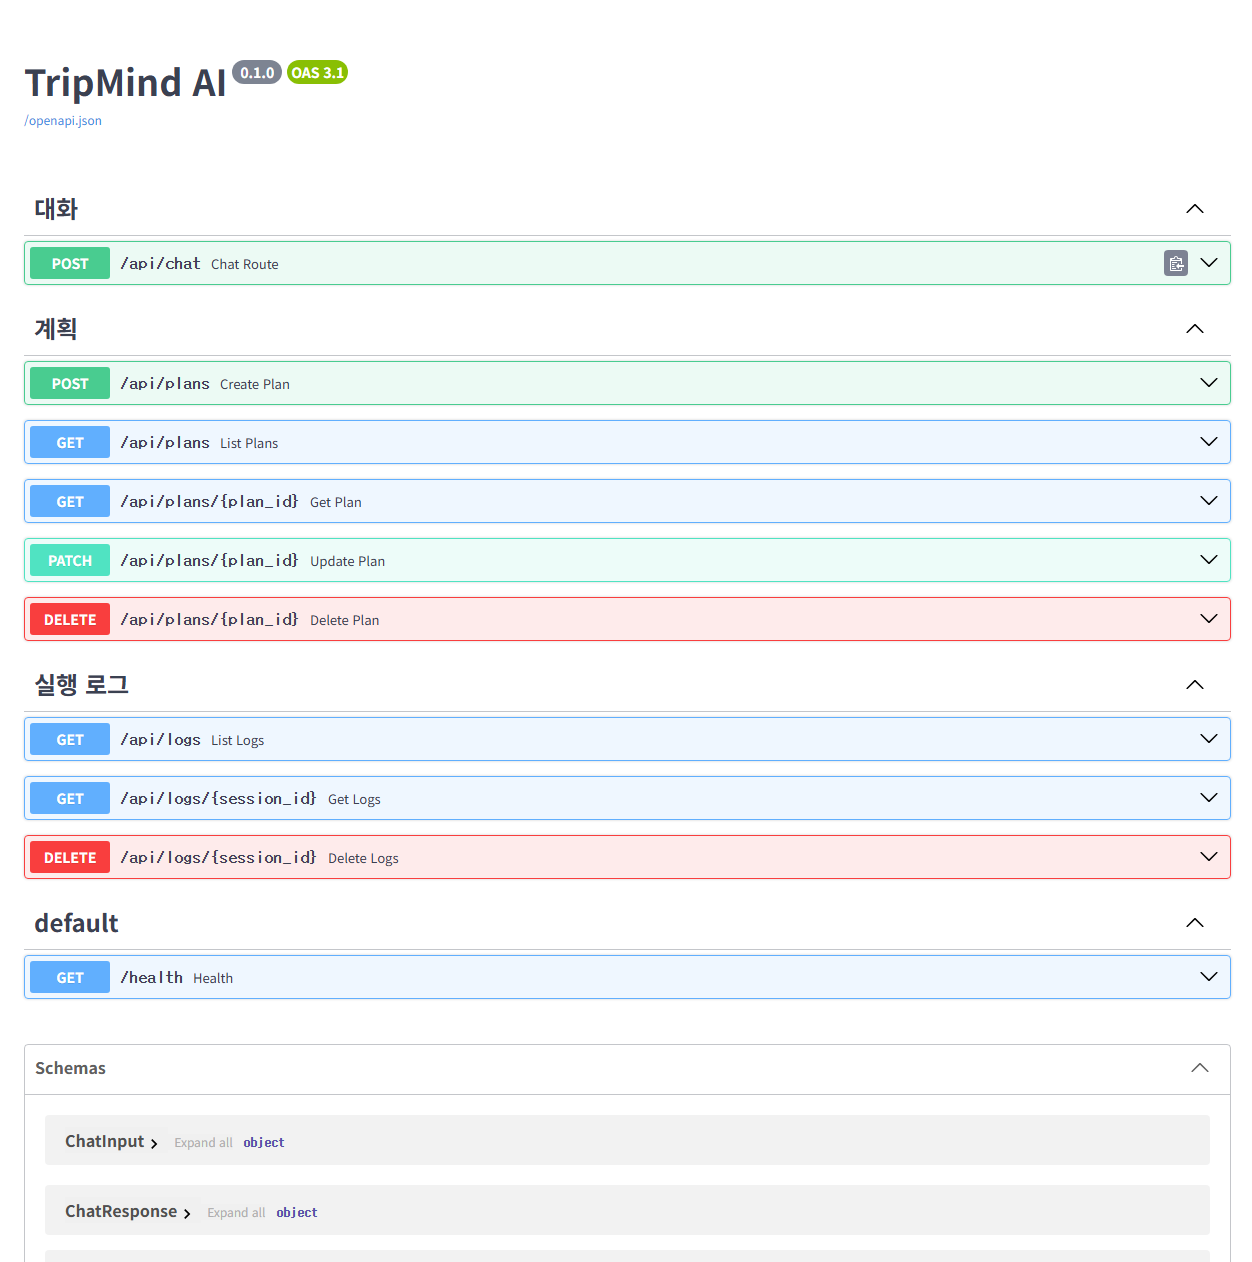 TripMind AI 0.1.0 OAS 3.1
/openapi.json
대화
POST /api/chat Chat Route
계획
POST /api/plans Create Plan
GET /api/plans List Plans
GET /api/plans/{plan_id} Get Plan
PATCH /api/plans/{plan_id} Update Plan
DELETE /api/plans/{plan_id} Delete Plan
실행 로그
GET /api/logs List Logs
GET /api/logs/{session_id} Get Logs
DELETE /api/logs/{session_id} Delete Logs
default
GET /health Health
Schemas
ChatInput Expand all object
ChatResponse Expand all object